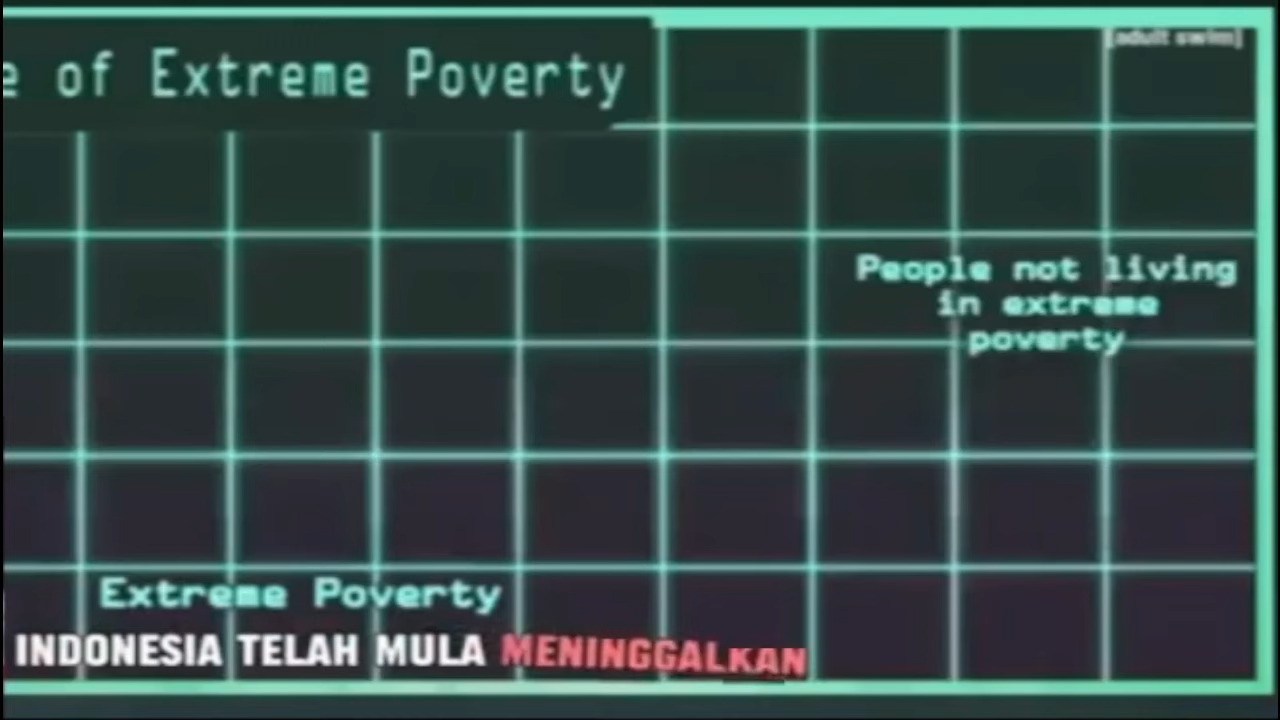 e of Extreme Poverty
[adult swim]
People not living
in extreme
poverty
Extreme Poverty
INDONESIA TELAH MULA MENINGGALKAN